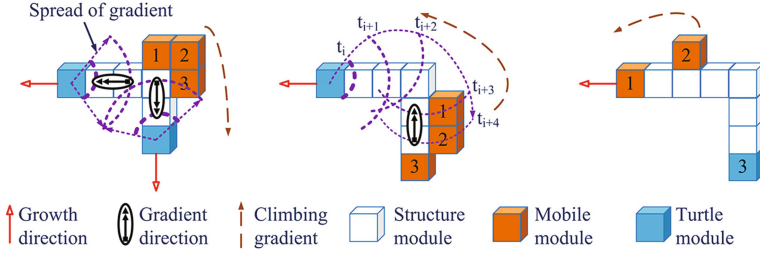 Spread of gradient
1 2
3
t_i
t_{i+1}
t_{i+2}
t_{i+3}
t_{i+4}
1
2
3
2
1
3
Growth direction
Gradient direction
Climbing gradient
Structure module
Mobile module
Turtle module